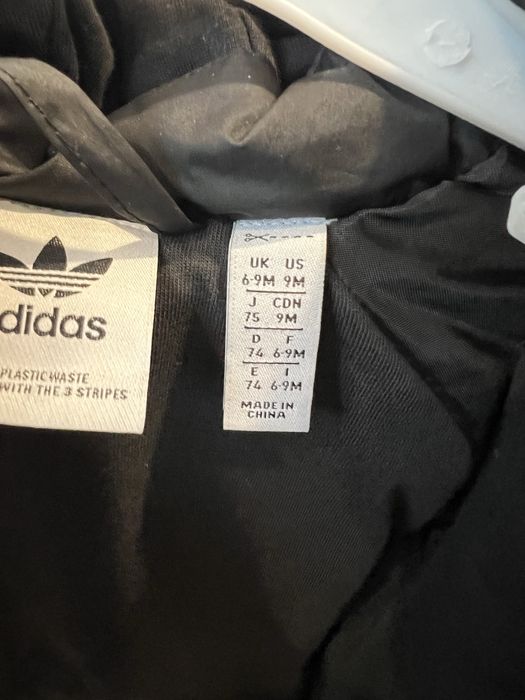 adidas
PLASTIC WASTE
WITH THE 3 STRIPES
UK US
6-9M 9M
J CDN
75 9M
D F
74 6-9M
E I
74 6-9M
MADE IN
CHINA